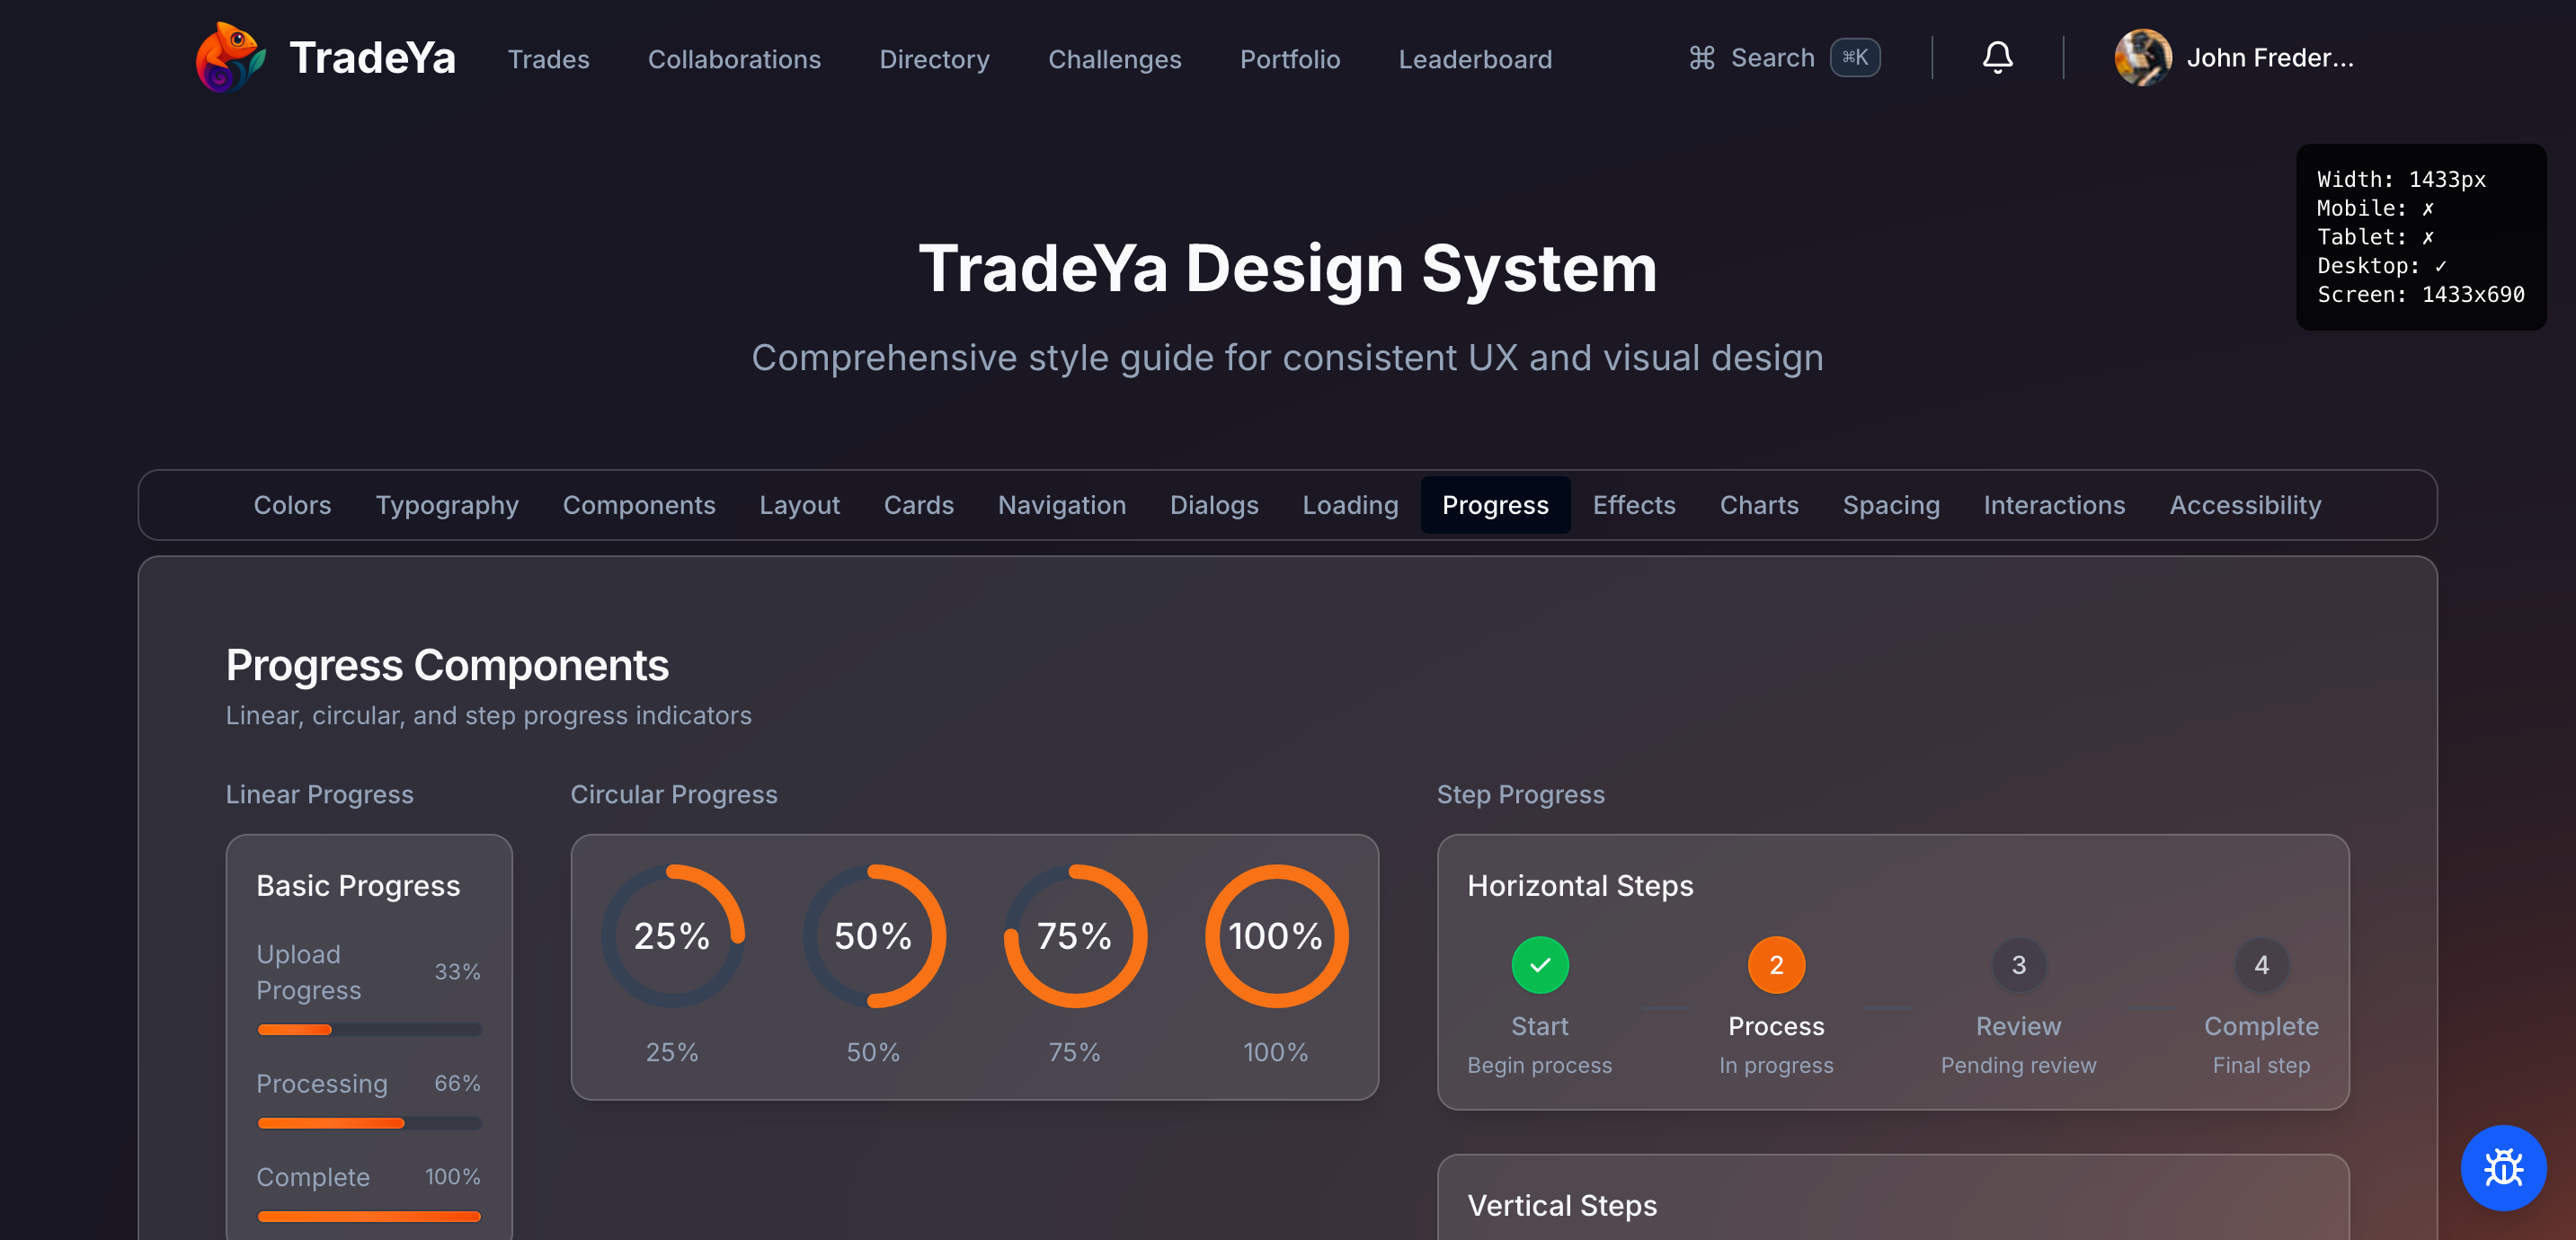 TradeYa
Trades
Collaborations
Directory
Challenges
Portfolio
Leaderboard
⌘ Search ⌘K
John Freder...
Width: 1433px
Mobile: ✗
Tablet: ✗
Desktop: ✓
Screen: 1433x690
TradeYa Design System
Comprehensive style guide for consistent UX and visual design
Colors
Typography
Components
Layout
Cards
Navigation
Dialogs
Loading
Progress
Effects
Charts
Spacing
Interactions
Accessibility
Progress Components
Linear, circular, and step progress indicators
Linear Progress
Basic Progress
Upload
Progress
33%
Processing 66%
Complete 100%
Circular Progress
25%
50%
75%
100%
25%
50%
75%
100%
Step Progress
Horizontal Steps
Start
Begin process
2
Process
In progress
3
Review
Pending review
4
Complete
Final step
Vertical Steps